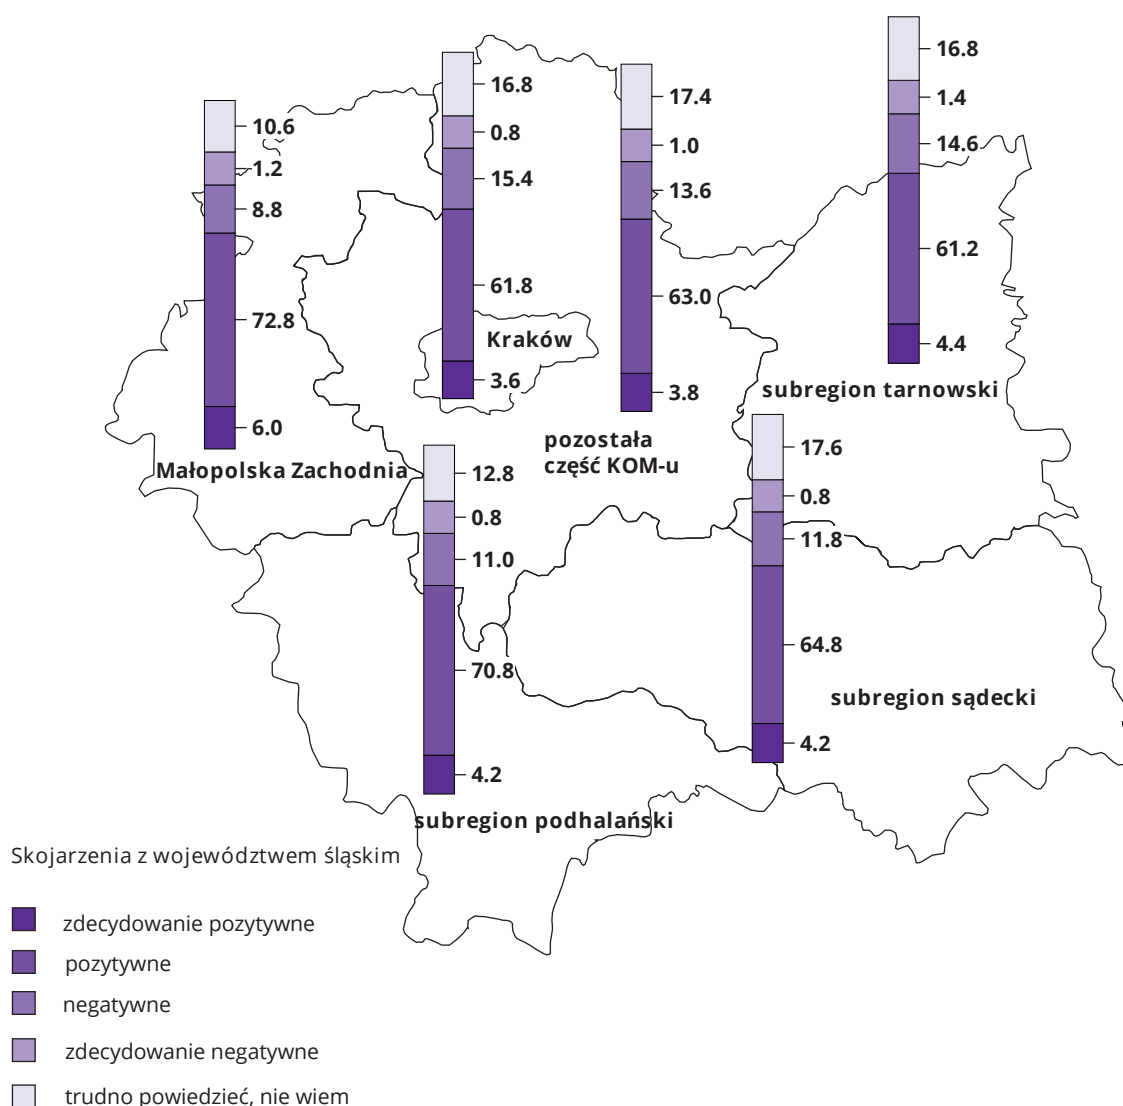 16.8
1.4
14.6
61.2
4.4
subregion tarnowski
16.8
0.8
15.4
61.8
3.6
Kraków
17.4
1.0
13.6
63.0
3.8
pozostała
część KOM-u
10.6
1.2
8.8
72.8
6.0
Małopolska Zachodnia
12.8
0.8
11.0
70.8
4.2
subregion podhalański
17.6
0.8
11.8
64.8
4.2
subregion sądecki
Skojarzenia z województwem śląskim
zdecydowanie pozytywne
pozytywne
negatywne
zdecydowanie negatywne
trudno powiedzieć, nie wiem